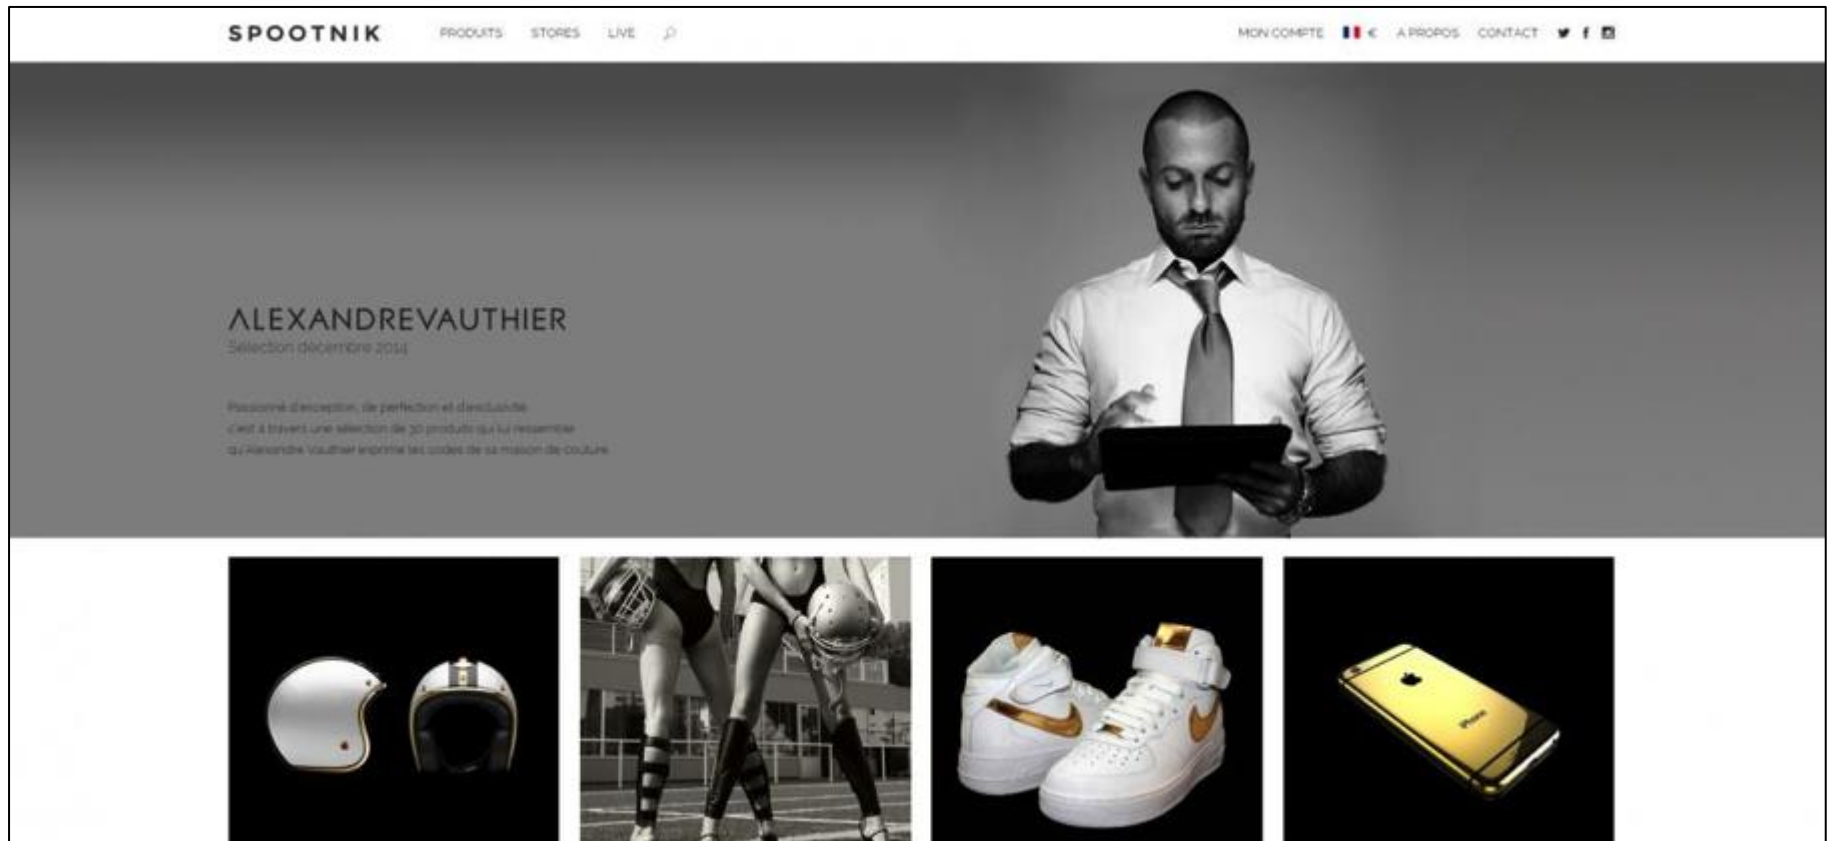 SPOOTNIK PRODUITS STORES LIVE MON COMPTE € A PROPOS CONTACT
ALEXANDREVAUTHIER
Sélection décembre 2014
Passionné d'exception, de perfection et d'exclusivité
c'est à travers une sélection de 30 produits qui lui ressemble
qu'Alexandre Vauthier exprime les codes de sa maison de couture.
iPhone